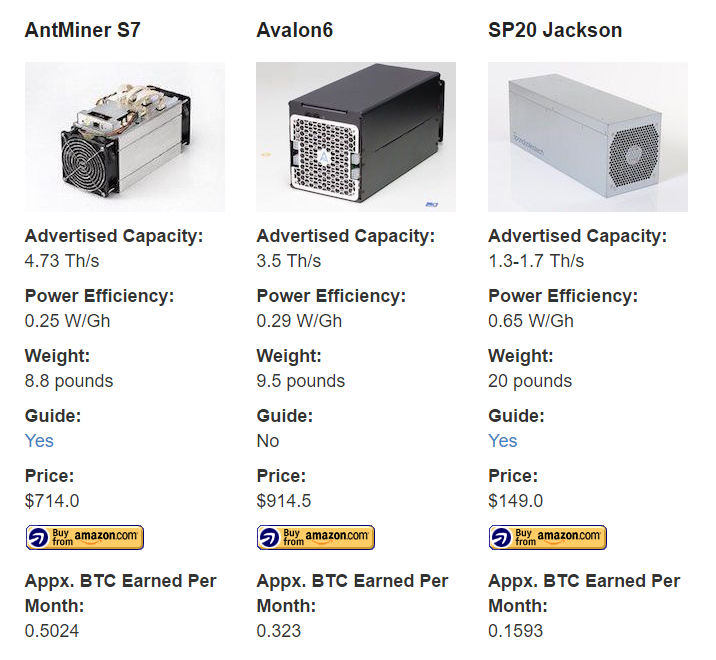 AntMiner S7
Avalon6
SP20 Jackson
Advertised Capacity:
4.73 Th/s
Power Efficiency:
0.25 W/Gh
Weight:
8.8 pounds
Guide:
Yes
Price:
$714.0
Buy
from amazon.com
Appx. BTC Earned Per
Month:
0.5024
Advertised Capacity:
3.5 Th/s
Power Efficiency:
0.29 W/Gh
Weight:
9.5 pounds
Guide:
No
Price:
$914.5
Buy
from amazon.com
Appx. BTC Earned Per
Month:
0.323
Advertised Capacity:
1.3-1.7 Th/s
Power Efficiency:
0.65 W/Gh
Weight:
20 pounds
Guide:
Yes
Price:
$149.0
Buy
from amazon.com
Appx. BTC Earned Per
Month:
0.1593